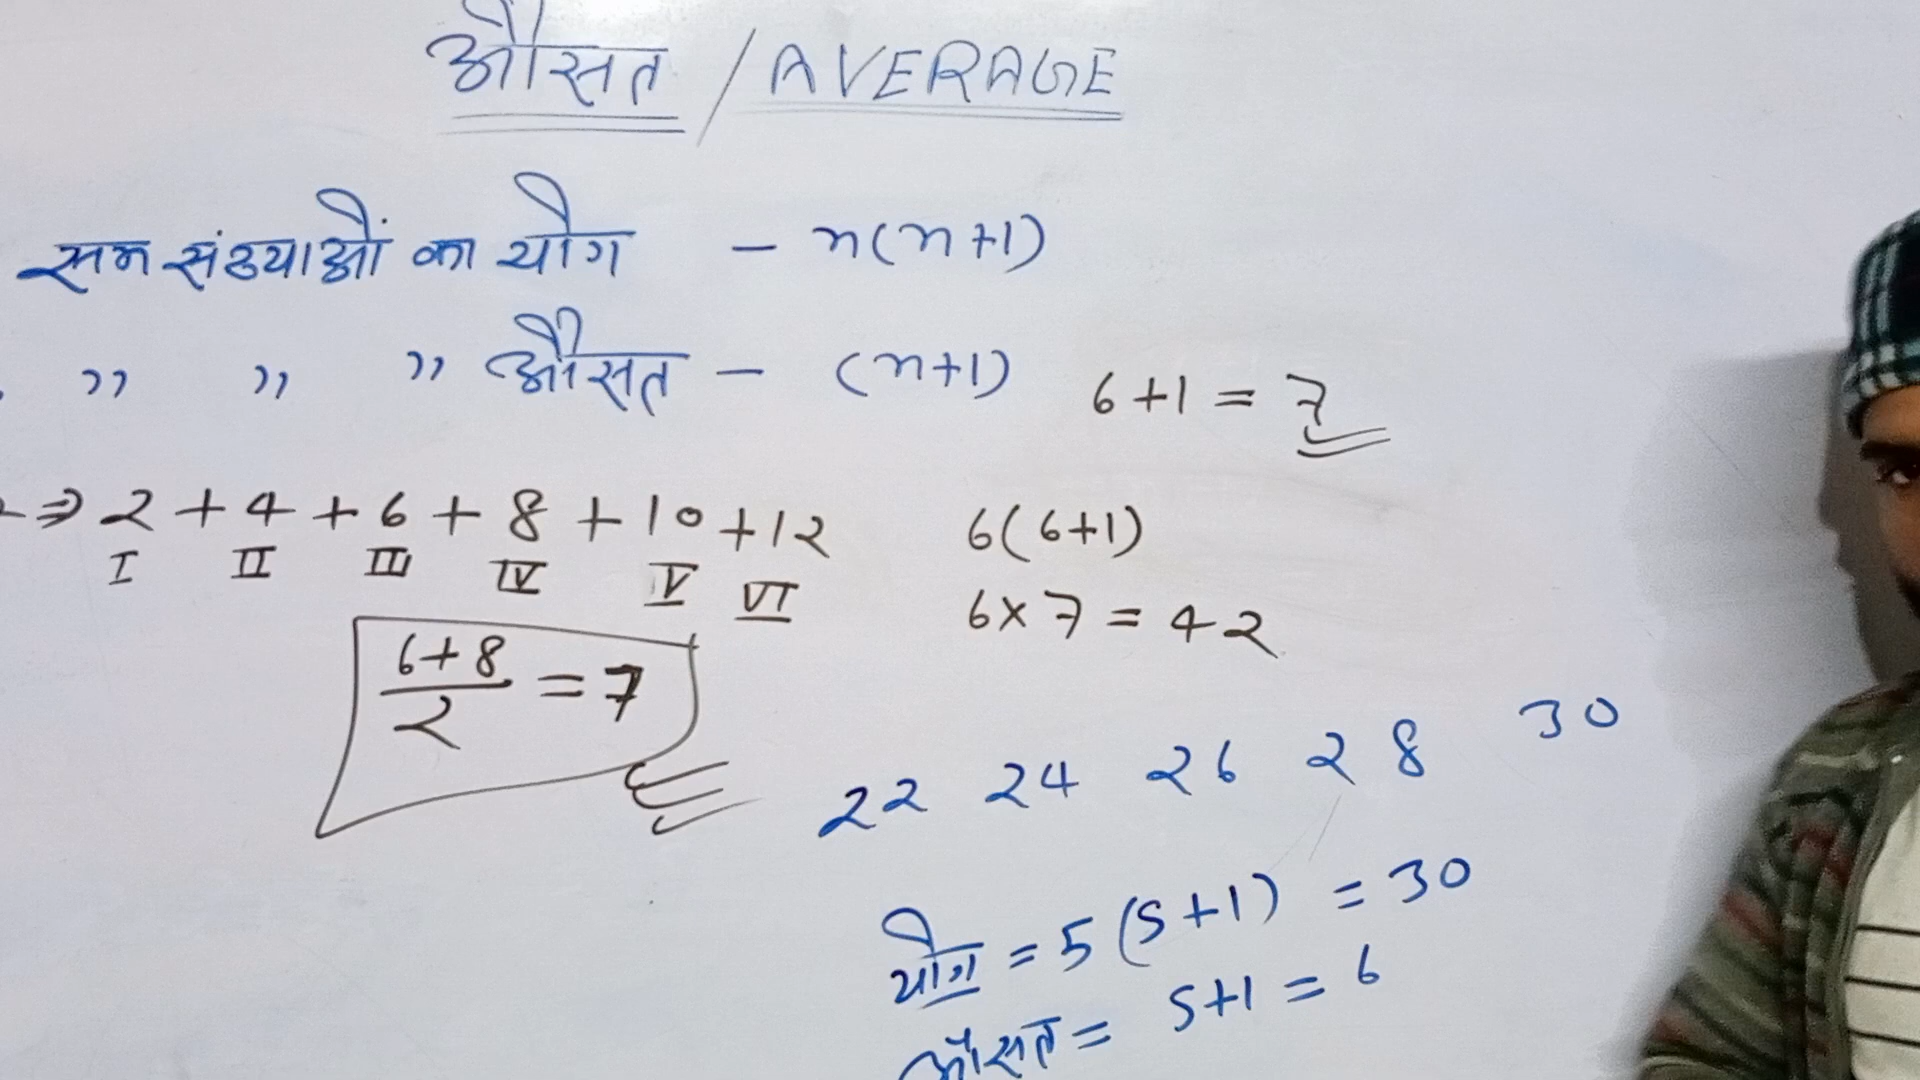 औसत / AVERAGE
सम संख्याओं का योग - n(n+1)
,, ,, ,, औसत - (n+1) 6+1 = 7
⇒ 2 + 4 + 6 + 8 + 10 + 12
I II III IV V VI
6(6+1)
6x7 = 42
6+8
2
= 7
22 24 26 28 30
योग = 5(5+1) = 30
औसत = 5+1 = 6